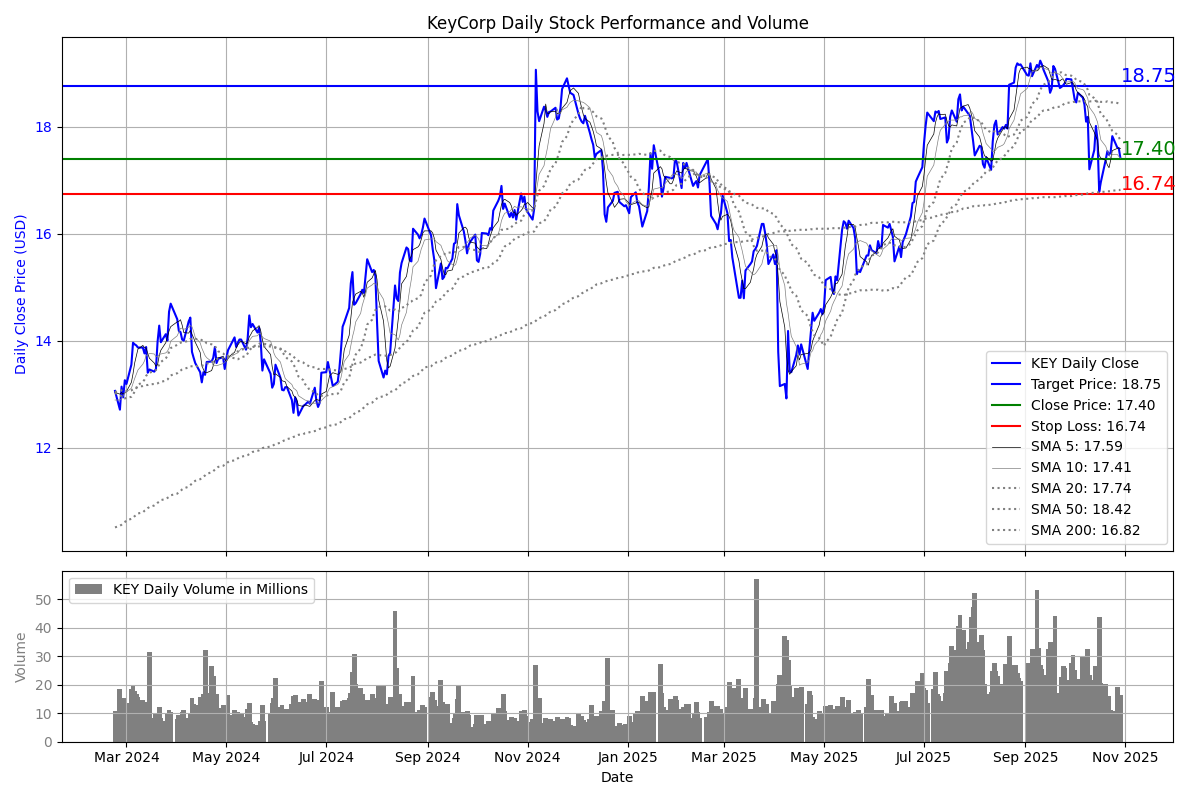 KeyCorp Daily Stock Performance and Volume
Daily Close Price (USD)
18
16
14
12
18.75
17.40
16.74
KEY Daily Close
Target Price: 18.75
Close Price: 17.40
Stop Loss: 16.74
SMA 5: 17.59
SMA 10: 17.41
SMA 20: 17.74
SMA 50: 18.42
SMA 200: 16.82
KEY Daily Volume in Millions
Volume
50
40
30
20
10
0
Mar 2024 May 2024 Jul 2024 Sep 2024 Nov 2024 Jan 2025 Mar 2025 May 2025 Jul 2025 Sep 2025 Nov 2025
Date